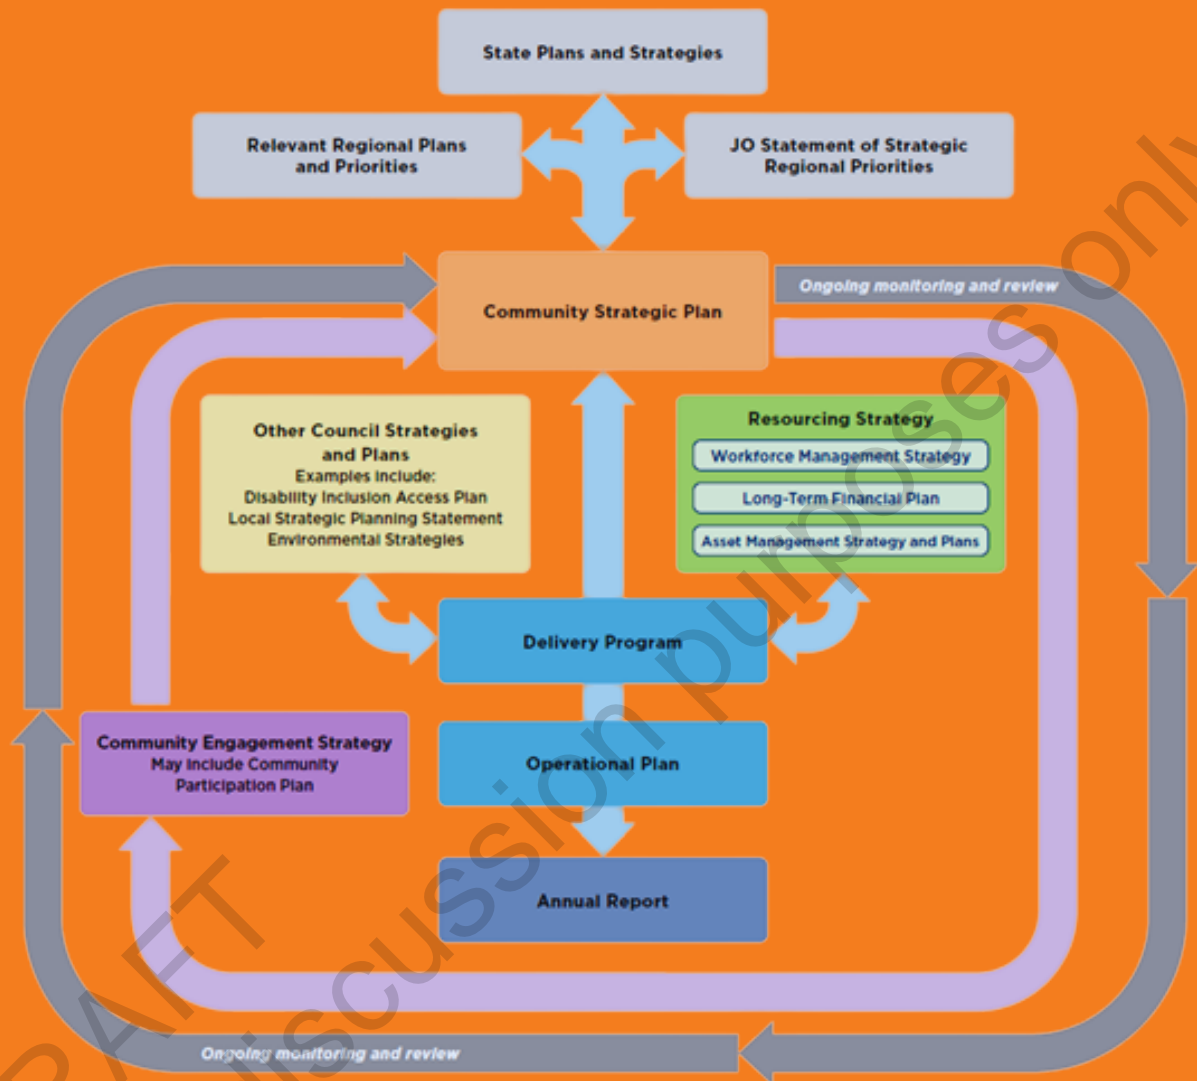 State Plans and Strategies
Relevant Regional Plans
and Priorities
JO Statement of Strategic
Regional Priorities
Community Strategic Plan
Ongoing monitoring and review
Other Council Strategies
and Plans
Examples include:
Disability Inclusion Access Plan
Local Strategic Planning Statement
Environmental Strategies
Resourcing Strategy
Workforce Management Strategy
Long-Term Financial Plan
Asset Management Strategy and Plans
Delivery Program
Community Engagement Strategy
May include Community
Participation Plan
Operational Plan
Annual Report
Ongoing monitoring and review
RAFT
discussion purposes only